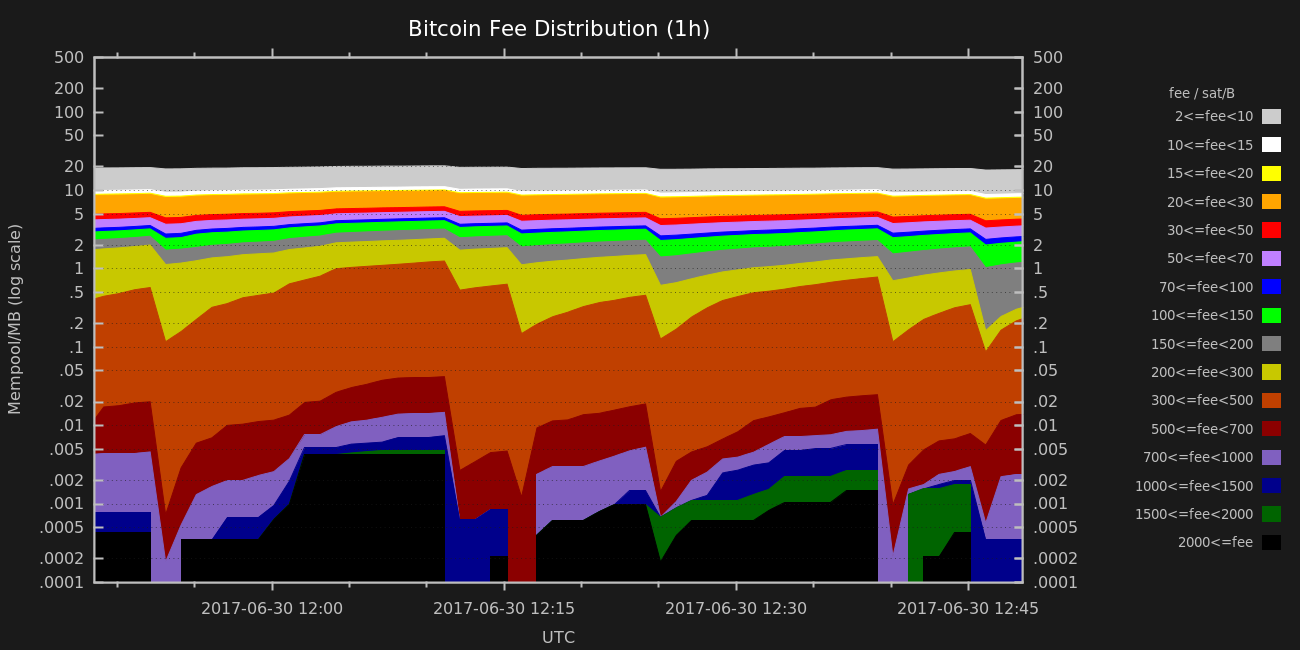 Bitcoin Fee Distribution (1h)
Mempool/MB (log scale)
500
200
100
50
20
10
5
2
1
.5
.2
.1
.05
.02
.01
.005
.002
.001
.0005
.0002
.0001
500
200
100
50
20
10
5
2
1
.5
.2
.1
.05
.02
.01
.005
.002
.001
.0005
.0002
.0001
2017-06-30 12:00
2017-06-30 12:15
2017-06-30 12:30
2017-06-30 12:45
UTC
fee / sat/B
2<=fee<10
10<=fee<15
15<=fee<20
20<=fee<30
30<=fee<50
50<=fee<70
70<=fee<100
100<=fee<150
150<=fee<200
200<=fee<300
300<=fee<500
500<=fee<700
700<=fee<1000
1000<=fee<1500
1500<=fee<2000
2000<=fee